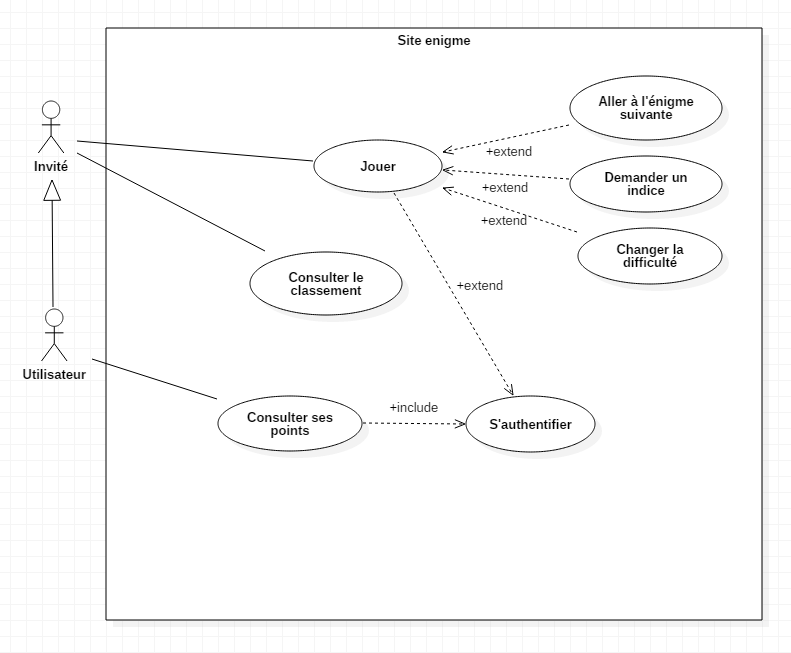 Site enigme
Aller à l'énigme
suivante
+extend
Invité
Jouer
Demander un
indice
+extend
+extend
Changer la
difficulté
Consulter le
classement
+extend
Utilisateur
+include
Consulter ses
points
S'authentifier